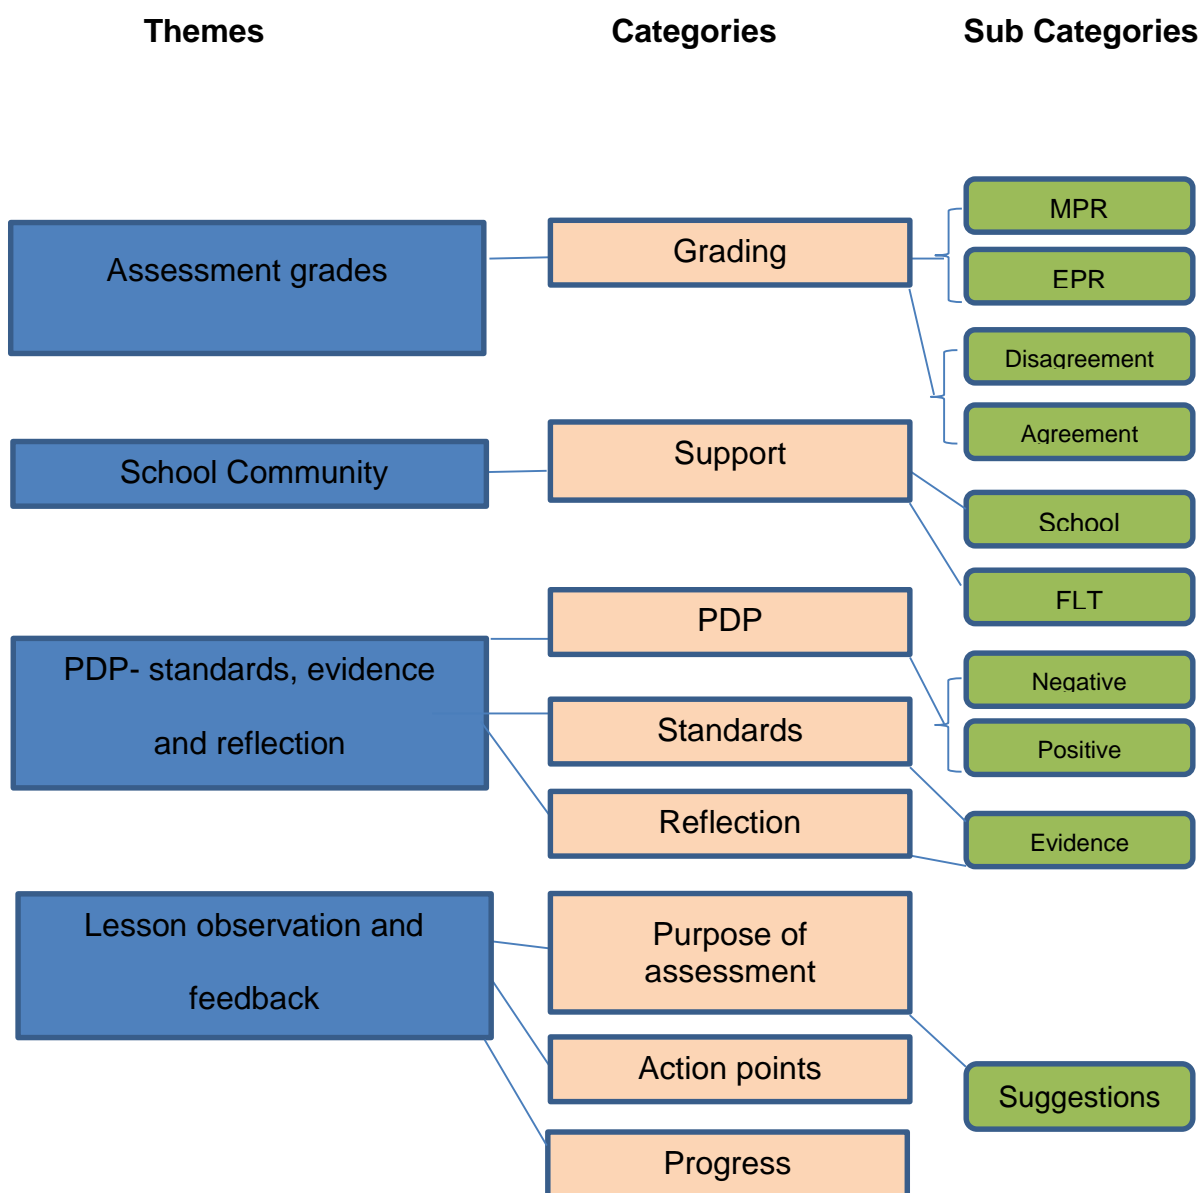 Themes
Categories
Sub Categories
MPR
Assessment grades
Grading
EPR
Disagreement
Agreement
School Community
Support
School
FLT
PDP
PDP- standards, evidence
and reflection
Negative
Standards
Positive
Reflection
Evidence
Lesson observation and
feedback
Purpose of
assessment
Action points
Suggestions
Progress